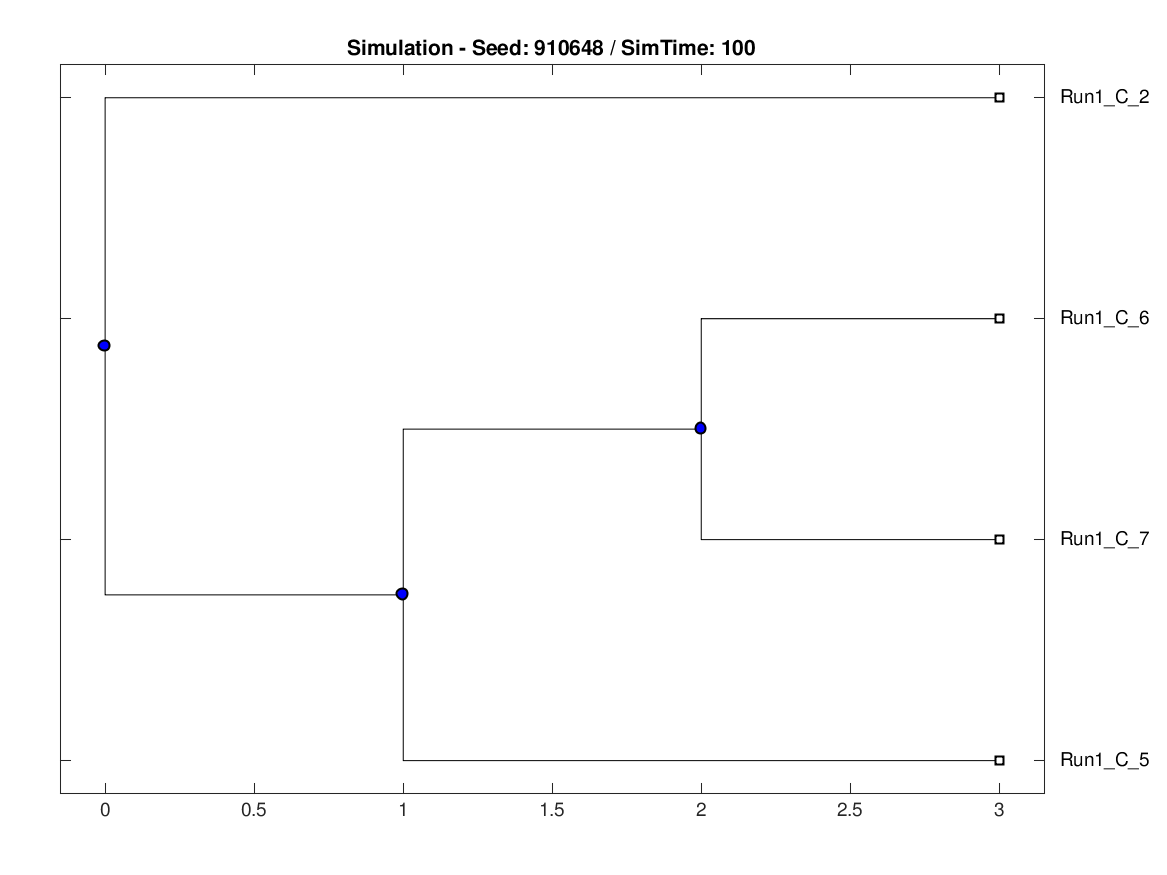 Simulation - Seed: 910648 / SimTime: 100
Run1_C_2
Run1_C_6
Run1_C_7
Run1_C_5
0 0.5 1 1.5 2 2.5 3